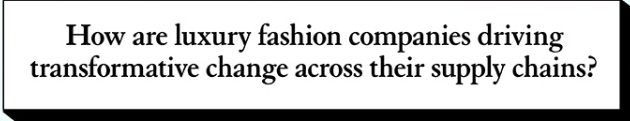 How are luxury fashion companies driving
transformative change across their supply chains?